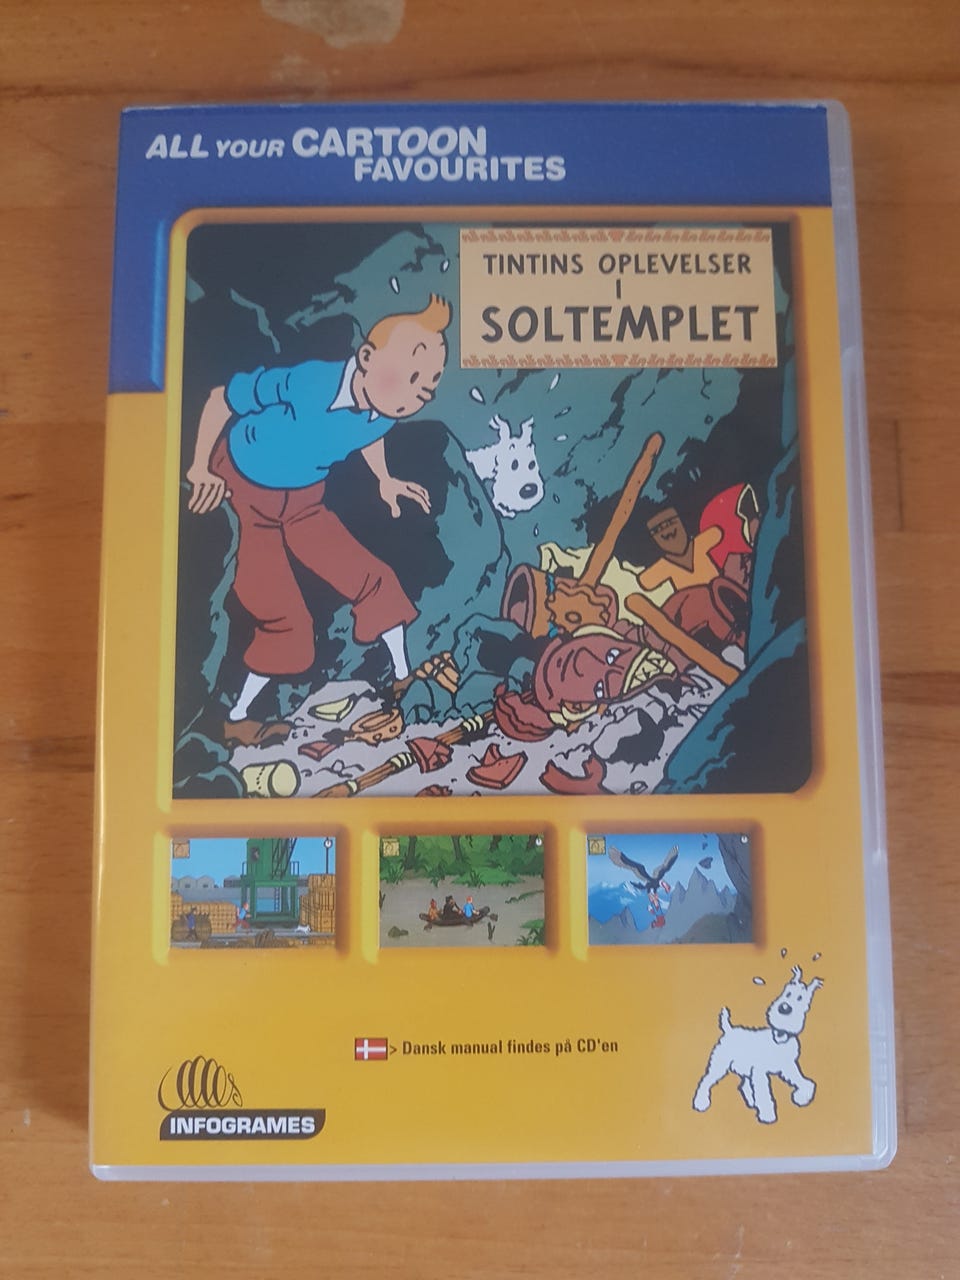 ALL YOUR CARTOON
FAVOURITES
TINTINS OPLEVELSER
I
SOLTEMPLET
> Dansk manual findes på CD'en
INFOGRAMES